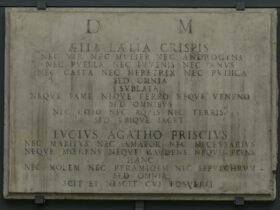 D M
ÆLIA LÆLIA CRISPIS
NEC VIR NEC MVLIER NEC ANDROGYNA
NEC PVELLA NEC IVVENIS NEC ANVS
NEC CASTA NEC MERETRIX NEC PVDICA
SED OMNIA
SVBLATA
NEQVE FAME NEQVE FERRO NEQVE VENENO
SED OMNIBVS
NEC COELO NEC AQVIS NEC TERRIS
SED VBIQVE IACET
LVCIVS AGATHO PRISCIVS
NEC MARITVS NEC AMATOR NEC NECESSARIVS
NEQVE MOERENS NEQVE GAVDENS NEQVE FLENS
HANC
NEC MOLEM NEC PYRAMIDEM NEC SEPVLCHRVM
SED OMNIA
SCIT ET NESCIT CVI POSVERIT